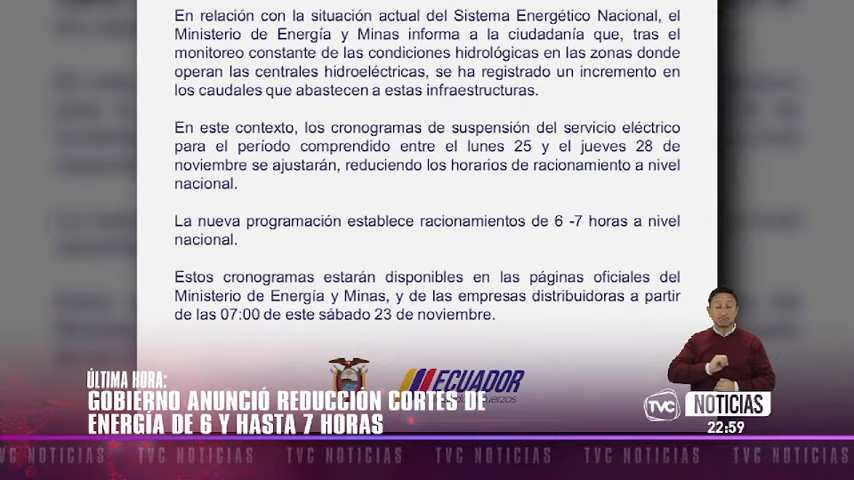 En relación con la situación actual del Sistema Energético Nacional, el
Ministerio de Energía y Minas informa a la ciudadanía que, tras el
monitoreo constante de las condiciones hidrológicas en las zonas donde
operan las centrales hidroeléctricas, se ha registrado un incremento en
los caudales que abastecen a estas infraestructuras.
En este contexto, los cronogramas de suspensión del servicio eléctrico
para el período comprendido entre el lunes 25 y el jueves 28 de
noviembre se ajustarán, reduciendo los horarios de racionamiento a nivel
nacional.
La nueva programación establece racionamientos de 6 -7 horas a nivel
nacional.
Estos cronogramas estarán disponibles en las páginas oficiales del
Ministerio de Energía y Minas, y de las empresas distribuidoras a partir
de las 07:00 de este sábado 23 de noviembre.
ECUADOR
ÚLTIMA HORA:
GOBIERNO ANUNCIÓ REDUCCIÓN CORTES DE
ENERGÍA DE 6 Y HASTA 7 HORAS
TVC NOTICIAS
22:59
TVC NOTICIAS TVC NOTICIAS TVC NOTICIAS TVC NOTICIAS TVC NOTICIAS